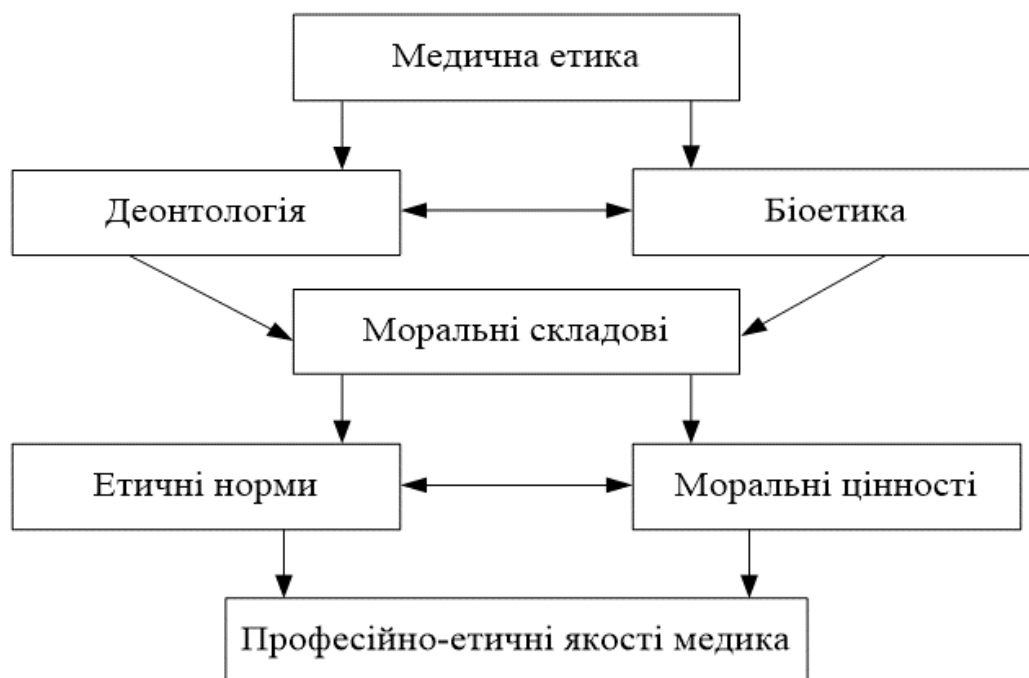 Медична етика
Деонтологія
Біоетика
Моральні складові
Етичні норми
Моральні цінності
Професійно-етичні якості медика